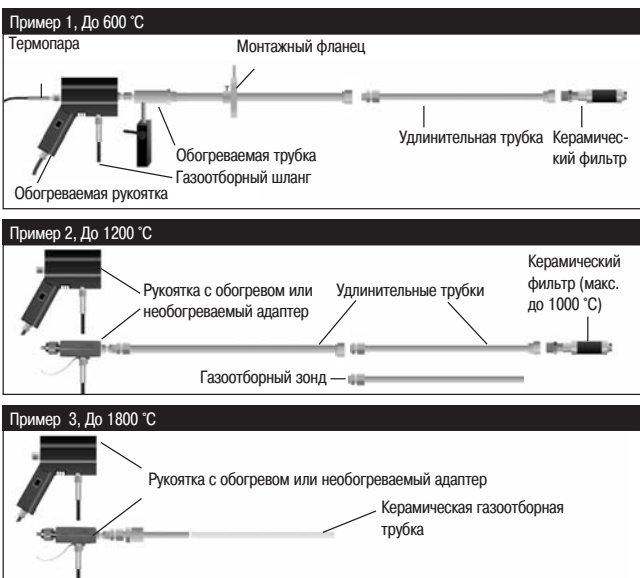 Пример 1, До 600 °C
Термопара
Монтажный фланец
Удлинительная трубка
Керамичес-
кий фильтр
Обогреваемая трубка
Газоотборный шланг
Обогреваемая рукоятка
Пример 2, До 1200 °C
Керамический
фильтр (макс.
до 1000 °C)
Рукоятка с обогревом или
необогреваемый адаптер
Удлинительные трубки
Газоотборный зонд
Пример 3, До 1800 °C
Рукоятка с обогревом или необогреваемый адаптер
Керамическая газоотборная
трубка